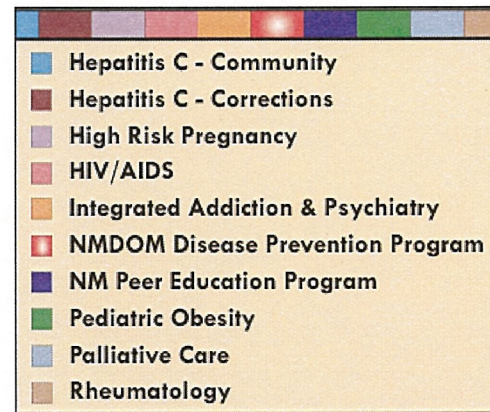 Hepatitis C - Community
Hepatitis C - Corrections
High Risk Pregnancy
HIV/AIDS
Integrated Addiction & Psychiatry
NMDOM Disease Prevention Program
NM Peer Education Program
Pediatric Obesity
Palliative Care
Rheumatology